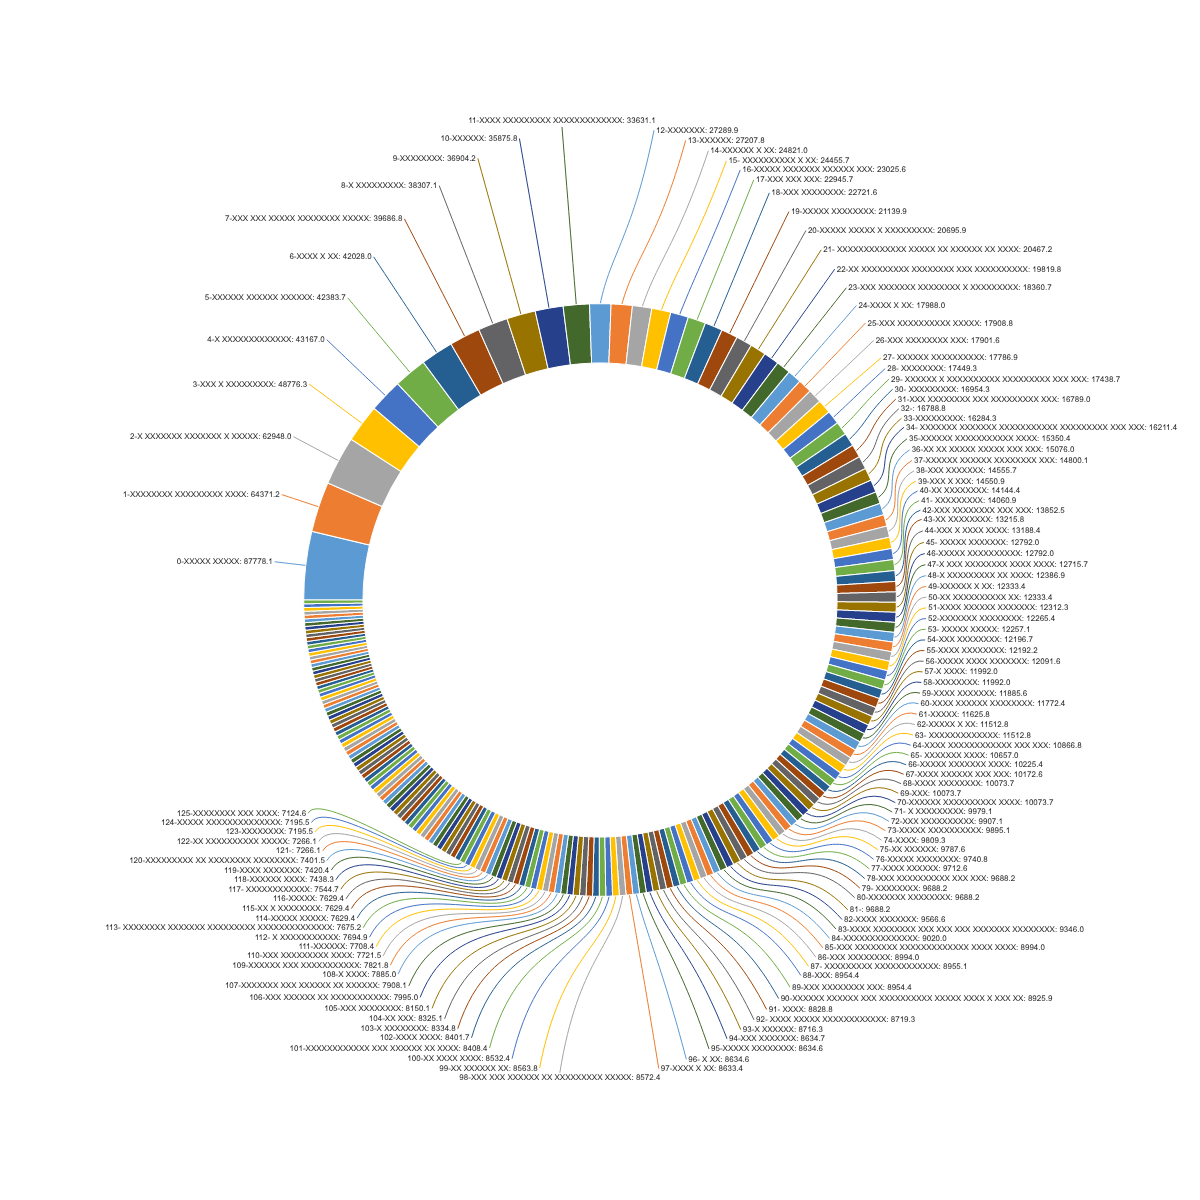 0-XXXXX XXXXX: 87778.1
1-XXXXXXXX XXXXXXXXX XXXX: 64371.2
2-X XXXXXXX XXXXXXX X XXXXX: 62948.0
3-XXX X XXXXXXXXX: 48776.3
4-X XXXXXXXXXXXXX: 43167.0
5-XXXXXX XXXXXX XXXXXX: 42383.7
6-XXXX X XX: 42028.0
7-XXX XXX XXXXX XXXXXXXX XXXXX: 39686.8
8-X XXXXXXXXX: 38307.1
9-XXXXXXXX: 36904.2
10-XXXXXX: 35875.8
11-XXXX XXXXXXXXX XXXXXXXXXXXXX: 33631.1
12-XXXXXXX: 27289.9
13-XXXXXX: 27207.8
14-XXXXXX X XX: 24821.0
15- XXXXXXXXXX X XX: 24455.7
16-XXXXX XXXXXXX XXXXXX XXX: 23025.6
17-XXX XXX XXX: 22945.7
18-XXX XXXXXXXX: 22721.6
19-XXXXX XXXXXXXX: 21139.9
20-XXXXX XXXXX X XXXXXXXXX: 20695.9
21- XXXXXXXXXXXXX XXXXX XX XXXXXX XX XXXX: 20467.2
22-XX XXXXXXXXX XXXXXXXX XXX XXXXXXXXXX: 19819.8
23-XXX XXXXXXX XXXXXXXX X XXXXXXXXX: 18360.7
24-XXXX X XX: 17988.0
25-XXX XXXXXXXXXX XXXXX: 17908.8
26-XXX XXXXXXXX XXX: 17901.6
27- XXXXXX XXXXXXXXXX: 17786.9
28- XXXXXXXX: 17449.3
29- XXXXXX X XXXXXXXXXX XXXXXXXXX XXX XXX: 17438.7
30- XXXXXXXXX: 16954.3
31-XXX XXXXXXXX XXX XXXXXXXXX XXX: 16789.0
32-: 16788.8
33-XXXXXXXXX: 16284.3
34- XXXXXXX XXXXXXX XXXXXXXXXXX XXXXXXXXX XXX XXX: 16211.4
35-XXXXXX XXXXXXXXXXX XXXX: 15350.4
36-XX XX XXXXX XXXXX XXX XXX: 15076.0
37-XXXXXX XXXXXX XXXXXXXX XXX: 14800.1
38-XXX XXXXXXX: 14555.7
39-XXX X XXX: 14550.9
40-XX XXXXXXXX: 14144.4
41- XXXXXXXXX: 14060.9
42-XXX XXXXXXXX XXX XXX: 13852.5
43-XX XXXXXXXX: 13215.8
44-XXX X XXXX XXXX: 13188.4
45- XXXXX XXXXXX: 12792.0
46-XXXXX XXXXXXXXXX: 12792.0
47-X XXX XXXXXXXX XXXX XXXX: 12715.7
48-X XXXXXXXXX XX XXXX: 12386.9
49-XXXXXX X XX: 12333.4
50-XX XXXXXXXXXX XX: 12333.4
51-XXXX XXXXXX XXXXXXX: 12312.3
52-XXXXXXX XXXXXXXX: 12265.4
53- XXXXX XXXXX: 12257.1
54-XXX XXXXXXXX: 12196.7
55-XXXX XXXXXXXX: 12192.2
56-XXXXX XXXX XXXXXXX: 12091.6
57-X XXXX: 11992.0
58-XXXXXXXX: 11992.0
59-XXXX XXXXXXX: 11885.6
60-XXXX XXXXXX XXXXXXXX: 11772.4
61-XXXXX: 11625.8
62-XXXXX X XX: 11512.8
63- XXXXXXXXXXXXX: 11512.8
64-XXXX XXXXXXXXXXXX XXX XXX: 10866.8
65- XXXXXXX XXXX: 10657.0
66-XXXXX XXXXXXX XXXX: 10225.4
67-XXXX XXXXXX XXX XXX: 10172.6
68- XXXX XXXXXXXX: 10073.7
69-XXX: 10073.7
70-XXXXXX XXXXXXXXXX XXXX: 10073.7
71- X XXXXXXXX: 9979.1
72-XXX XXXXXXXXXX: 9907.1
73-XXXXX XXXXXXXXXX: 9895.1
74-XXXX: 9809.3
75-XX XXXXXX: 9787.6
76-XXXXX XXXXXXXX: 9740.8
77-XXXX XXXXXX: 9712.6
78-XXX XXXXXXXXXX XXX XXX: 9688.2
79- XXXXXXXX: 9688.2
80-XXXXXXX XXXXXXXX: 9688.2
81-: 9688.2
82-XXXX XXXXXXX: 9566.6
83-XXXX XXXXXXXX XXX XXX XXX XXXXXXX XXXXXXXX: 9346.0
84-XXXXXXXXXXXXXX: 9020.0
85-XXX XXXXXXXX XXXXXXXXXXXXX XXXX XXXX: 8994.0
86-XXX XXXXXXXX: 8994.0
87- XXXXXXXXX XXXXXXXXXXXX: 8955.1
88-XXX: 8954.4
89-XXX XXXXXXXX XXX: 8954.4
90-XXXXXX XXXXXX XXX XXXXXXXXXX XXXXX XXXX X XXX XX: 8925.9
91- XXXX: 8828.8
92- XXXX XXXXX XXXXXXXXXXXX: 8719.3
93-X XXXXXX: 8716.3
94-XXX XXXXXXX: 8634.7
95-XXXXX XXXXXXXX: 8634.6
96- X XX: 8634.6
97-XXXX X XX: 8633.4
98-XXX XXX XXXXXX XX XXXXXXXXX XXXXX: 8572.4
99-XX XXXXXX XX: 8563.8
100-XX XXXX XXXX: 8532.4
101-XXXXXXXXXXXX XXX XXXXXX XX XXXX: 8408.4
102-XXXX XXXX: 8401.7
103-X XXXXXXXX: 8334.8
104-XX XXX: 8325.1
105-XXX XXXXXXXX: 8150.1
106-XXX XXXXXX XX XXXXXXXXXXXX: 7995.0
107-XXXXXXX XXX XXXXXX XX XXXXXX: 7908.1
108-X XXXX: 7885.0
109-XXXXXX XXX XXXXXXXXXXX: 7821.8
110-XXX XXXXXXXXX XXXX: 7721.5
111-XXXXXX: 7708.4
112- X XXXXXXXXXXX: 7694.9
113- XXXXXXXX XXXXXXX XXXXXXXXX XXXXXXXXXXXXXX: 7675.2
114-XXXXX XXXXX: 7629.4
115-XX X XXXXXXXX: 7629.4
116-XXXXX: 7629.4
117- XXXXXXXXXXXX: 7544.7
118-XXXXXX XXXX: 7438.3
119-XXXX XXXXXXX: 7420.4
120-XXXXXXXXX XX XXXXXXXX XXXXXXXX: 7401.5
121-: 7266.1
122-XX XXXXXXXXXX XXXXX: 7266.1
123-XXXXXXXX: 7195.5
124-XXXXX XXXXXXXXXXXXXX: 7195.5
125-XXXXXXXX XXX XXXX: 7124.6